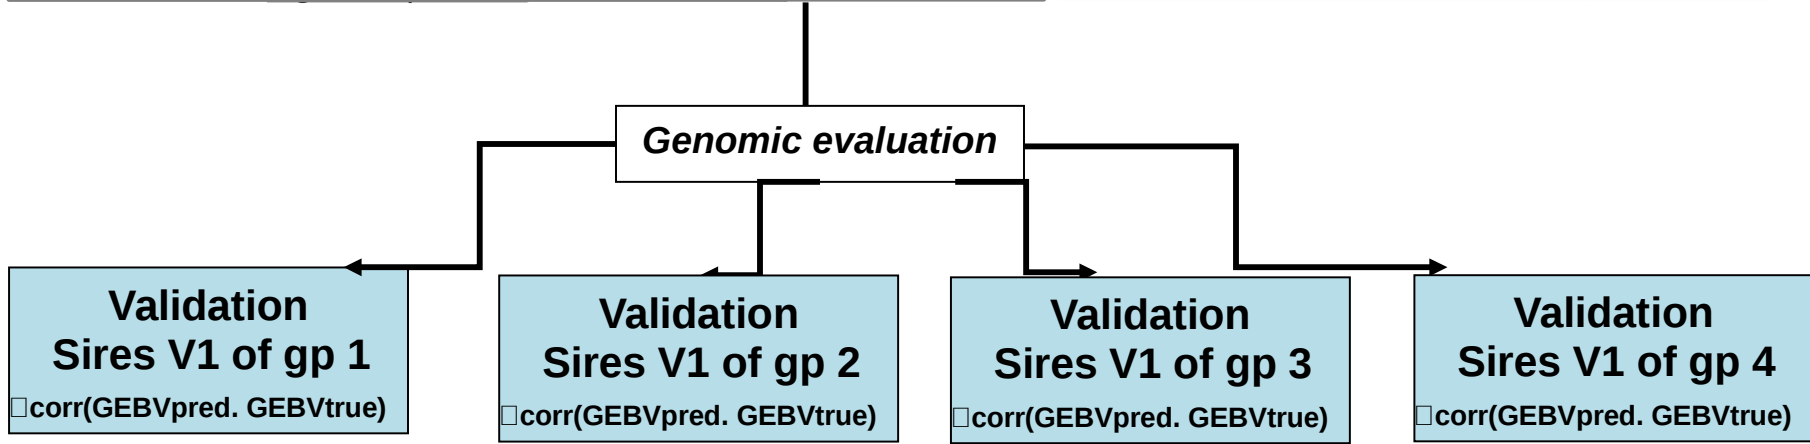 Genomic evaluation
Validation
Sires V1 of gp 1
□corr(GEBVpred. GEBVtrue)
Validation
Sires V1 of gp 2
□corr(GEBVpred. GEBVtrue)
Validation
Sires V1 of gp 3
□corr(GEBVpred. GEBVtrue)
Validation
Sires V1 of gp 4
□corr(GEBVpred. GEBVtrue)